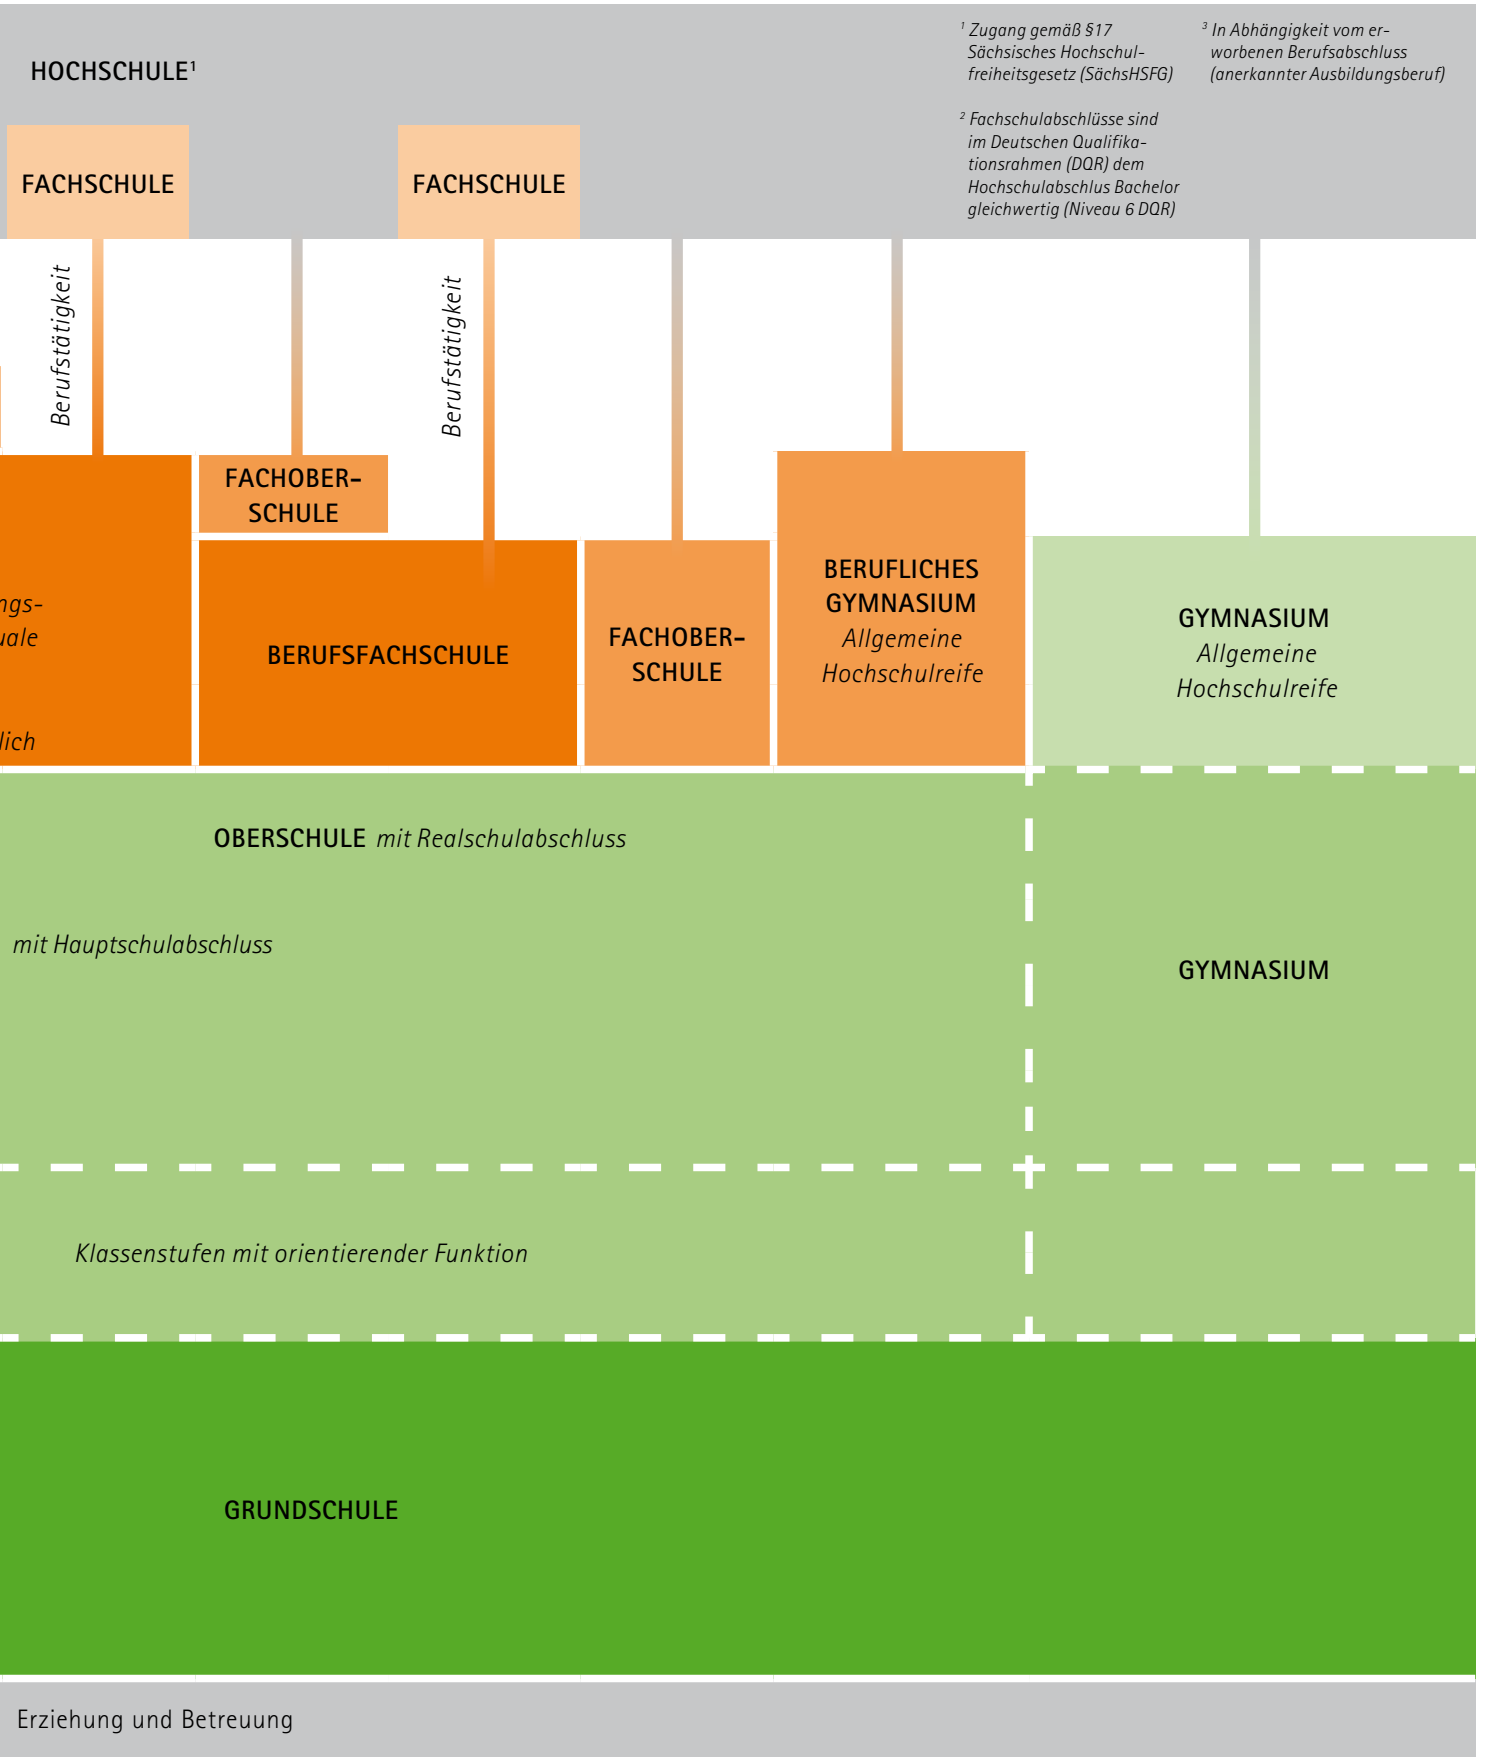 HOCHSCHULE¹
¹ Zugang gemäß §17
Sächsisches Hochschul-
freiheitsgesetz (SächsHSFG)
² Fachschulabschlüsse sind
im Deutschen Qualifika-
tionsrahmen (DQR) dem
Hochschulabschlus Bachelor
gleichwertig (Niveau 6 DQR)
³ In Abhängigkeit vom er-
worbenen Berufsabschluss
(anerkannter Ausbildungsberuf)
FACHSCHULE
FACHSCHULE
Berufstätigkeit
Berufstätigkeit
FACHOBER-
SCHULE
ngs-
uale
lich
BERUFSFACHSCHULE
FACHOBER-
SCHULE
BERUFLICHES
GYMNASIUM
Allgemeine
Hochschulreife
GYMNASIUM
Allgemeine
Hochschulreife
OBERSCHULE mit Realschulabschluss
mit Hauptschulabschluss
GYMNASIUM
Klassenstufen mit orientierender Funktion
GRUNDSCHULE
Erziehung und Betreuung